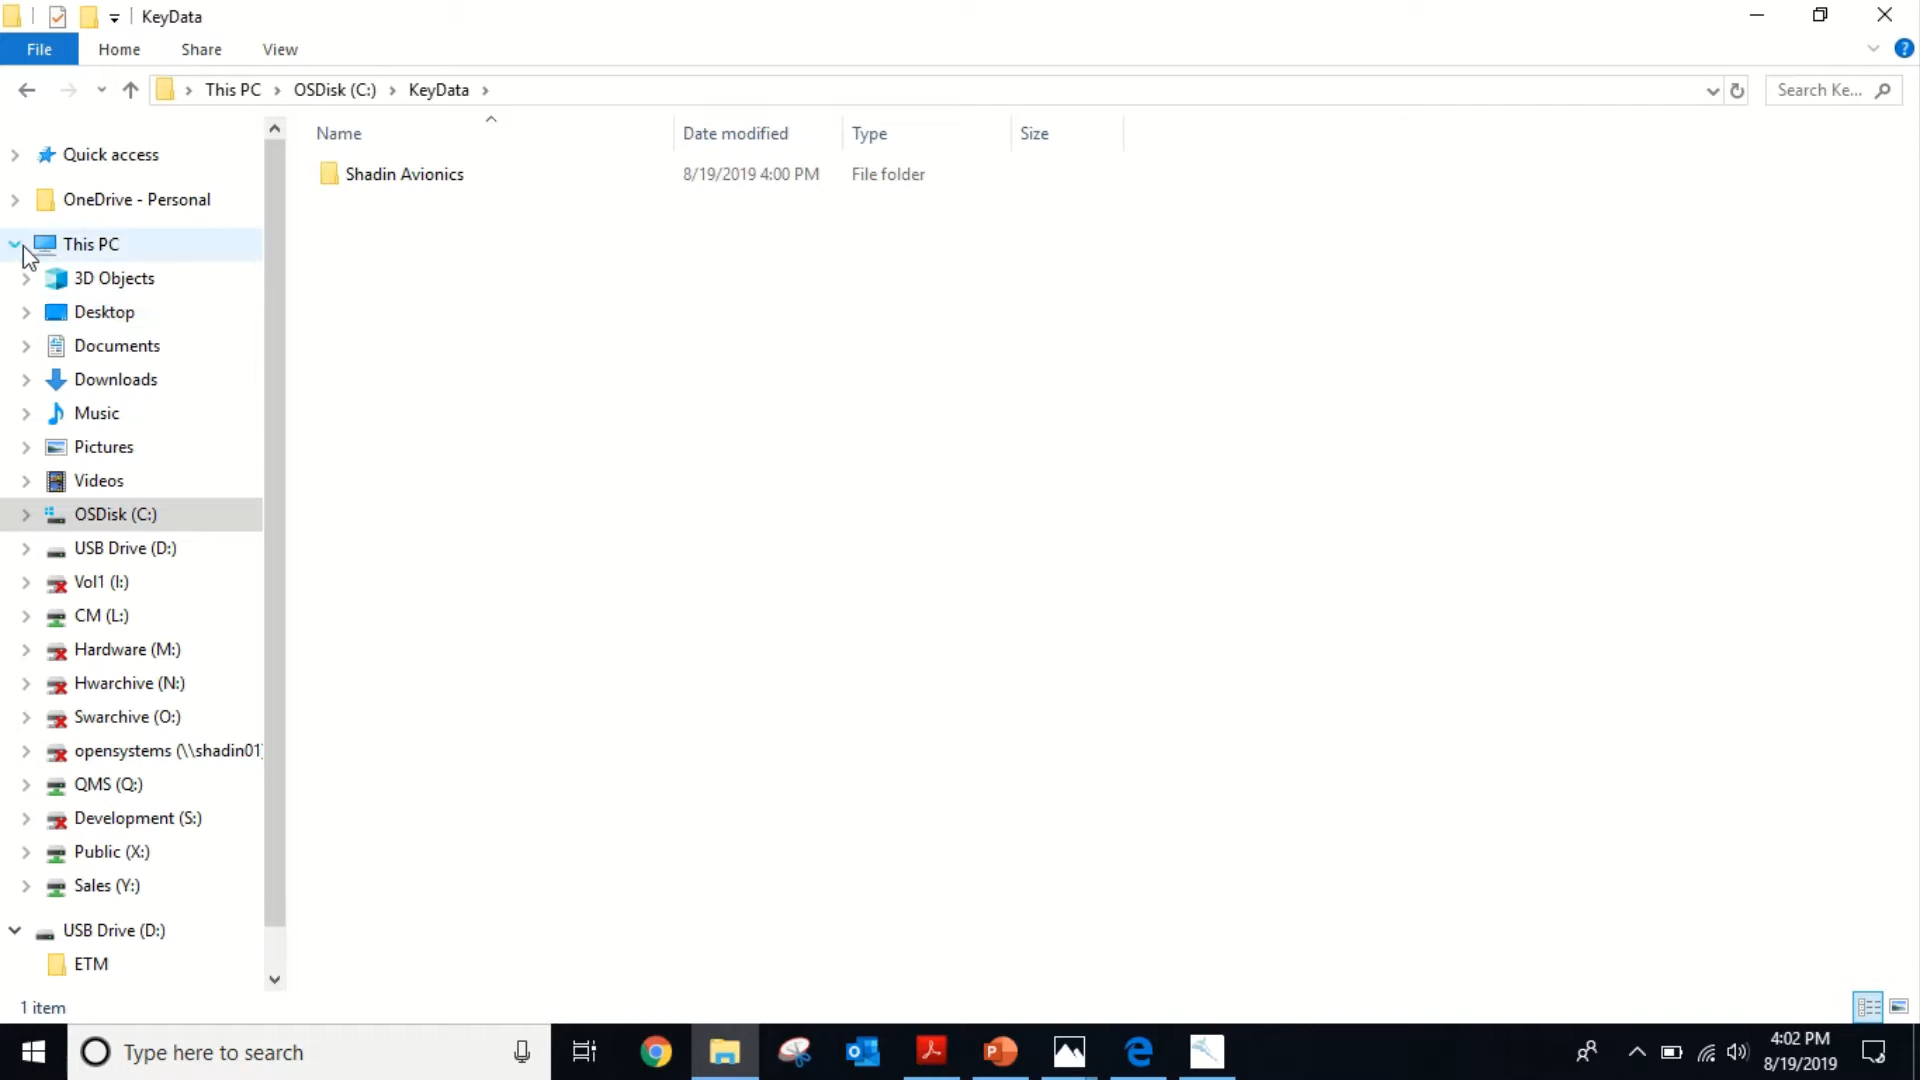 KeyData
File Home Share View
This PC OSDisk (C:) KeyData
Search Ke...
Name Date modified Type Size
Shadin Avionics 8/19/2019 4:00 PM File folder
Quick access
OneDrive - Personal
This PC
3D Objects
Desktop
Documents
Downloads
Music
Pictures
Videos
OSDisk (C:)
USB Drive (D:)
Vol1 (I:)
CM (L:)
Hardware (M:)
Hwarchive (N:)
Swarchive (O:)
opensystems (\\shadin01)
QMS (Q:)
Development (S:)
Public (X:)
Sales (Y:)
USB Drive (D:)
ETM
1 item
Type here to search
4:02 PM
8/19/2019